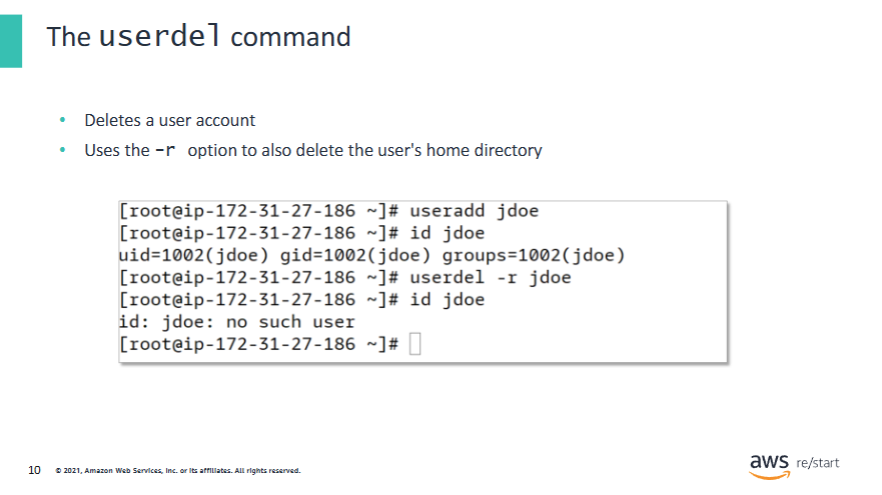 The userdel command
• Deletes a user account
• Uses the -r option to also delete the user's home directory
[root@ip-172-31-27-186 ~]# useradd jdoe
[root@ip-172-31-27-186 ~]# id jdoe
uid=1002(jdoe) gid=1002(jdoe) groups=1002(jdoe)
[root@ip-172-31-27-186 ~]# userdel -r jdoe
[root@ip-172-31-27-186 ~]# id jdoe
id: jdoe: no such user
[root@ip-172-31-27-186 ~]#
10 © 2021, Amazon Web Services, Inc. or its affiliates. All rights reserved.
aws re/start